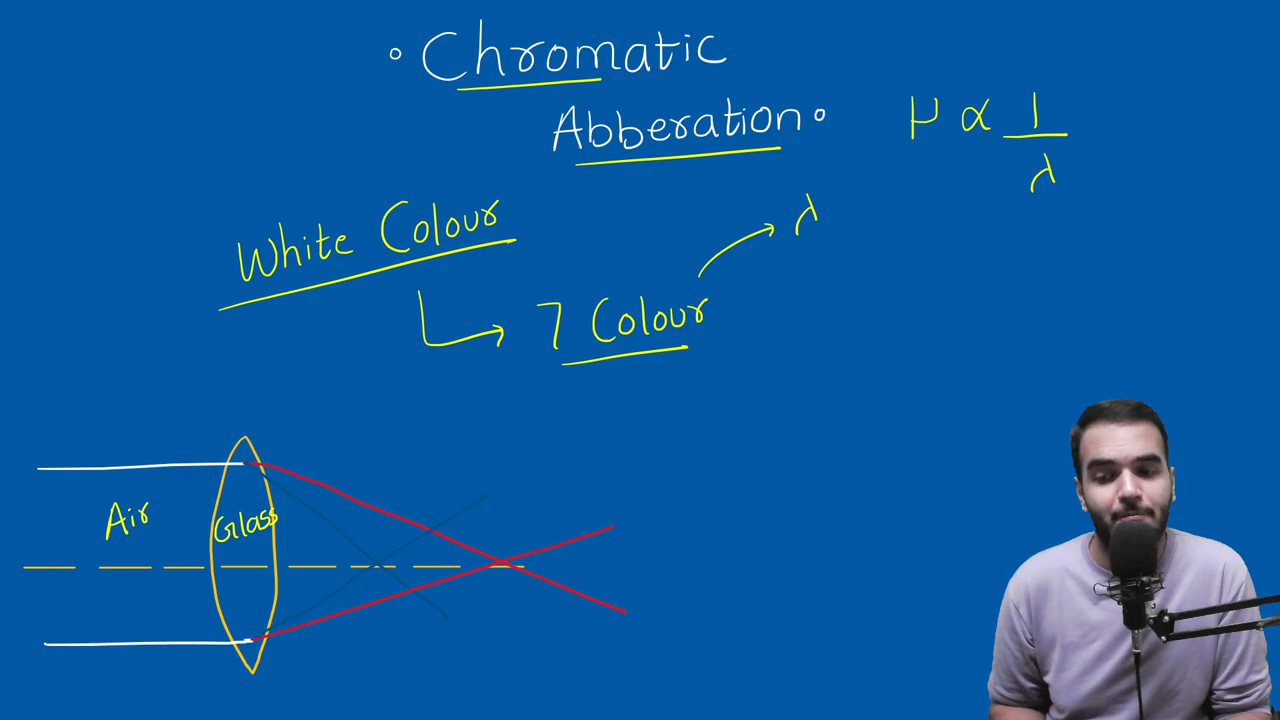 Chromatic
Abberation
μ ∝ 1/λ
White Colour
7 Colour
λ
Air
Glass